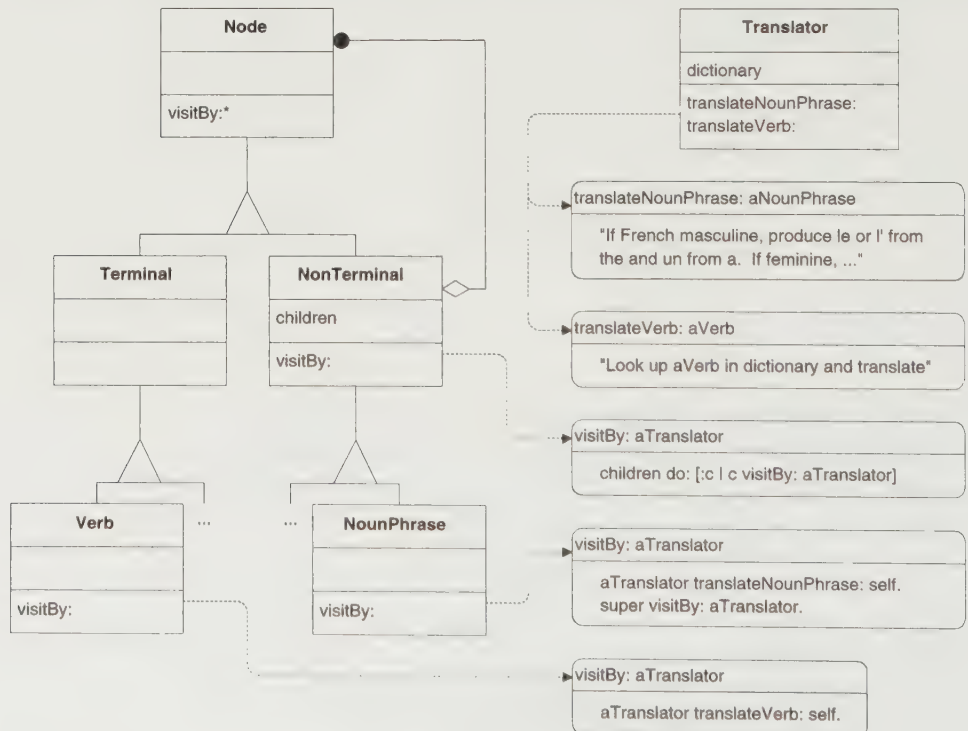 Node
visitBy:*
Translator
dictionary
translateNounPhrase:
translateVerb:
translateNounPhrase: aNounPhrase
"If French masculine, produce le or l' from
the and un from a. If feminine, ..."
translateVerb: aVerb
"Look up aVerb in dictionary and translate"
Terminal
NonTerminal
children
visitBy:
visitBy: aTranslator
children do: [:c | c visitBy: aTranslator]
Verb
visitBy:
...
...
NounPhrase
visitBy:
visitBy: aTranslator
aTranslator translateNounPhrase: self.
super visitBy: aTranslator.
visitBy: aTranslator
aTranslator translateVerb: self.